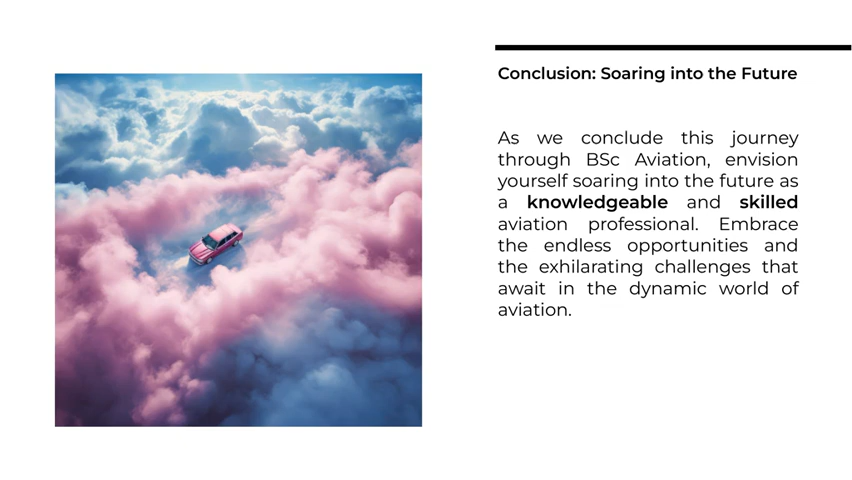 Conclusion: Soaring into the Future
As we conclude this journey
through BSc Aviation, envision
yourself soaring into the future as
a knowledgeable and skilled
aviation professional. Embrace
the endless opportunities and
the exhilarating challenges that
await in the dynamic world of
aviation.